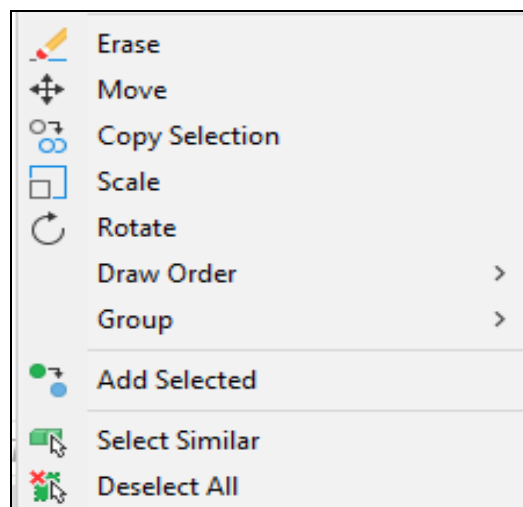 Erase
Move
Copy Selection
Scale
Rotate
Draw Order
Group
Add Selected
Select Similar
Deselect All